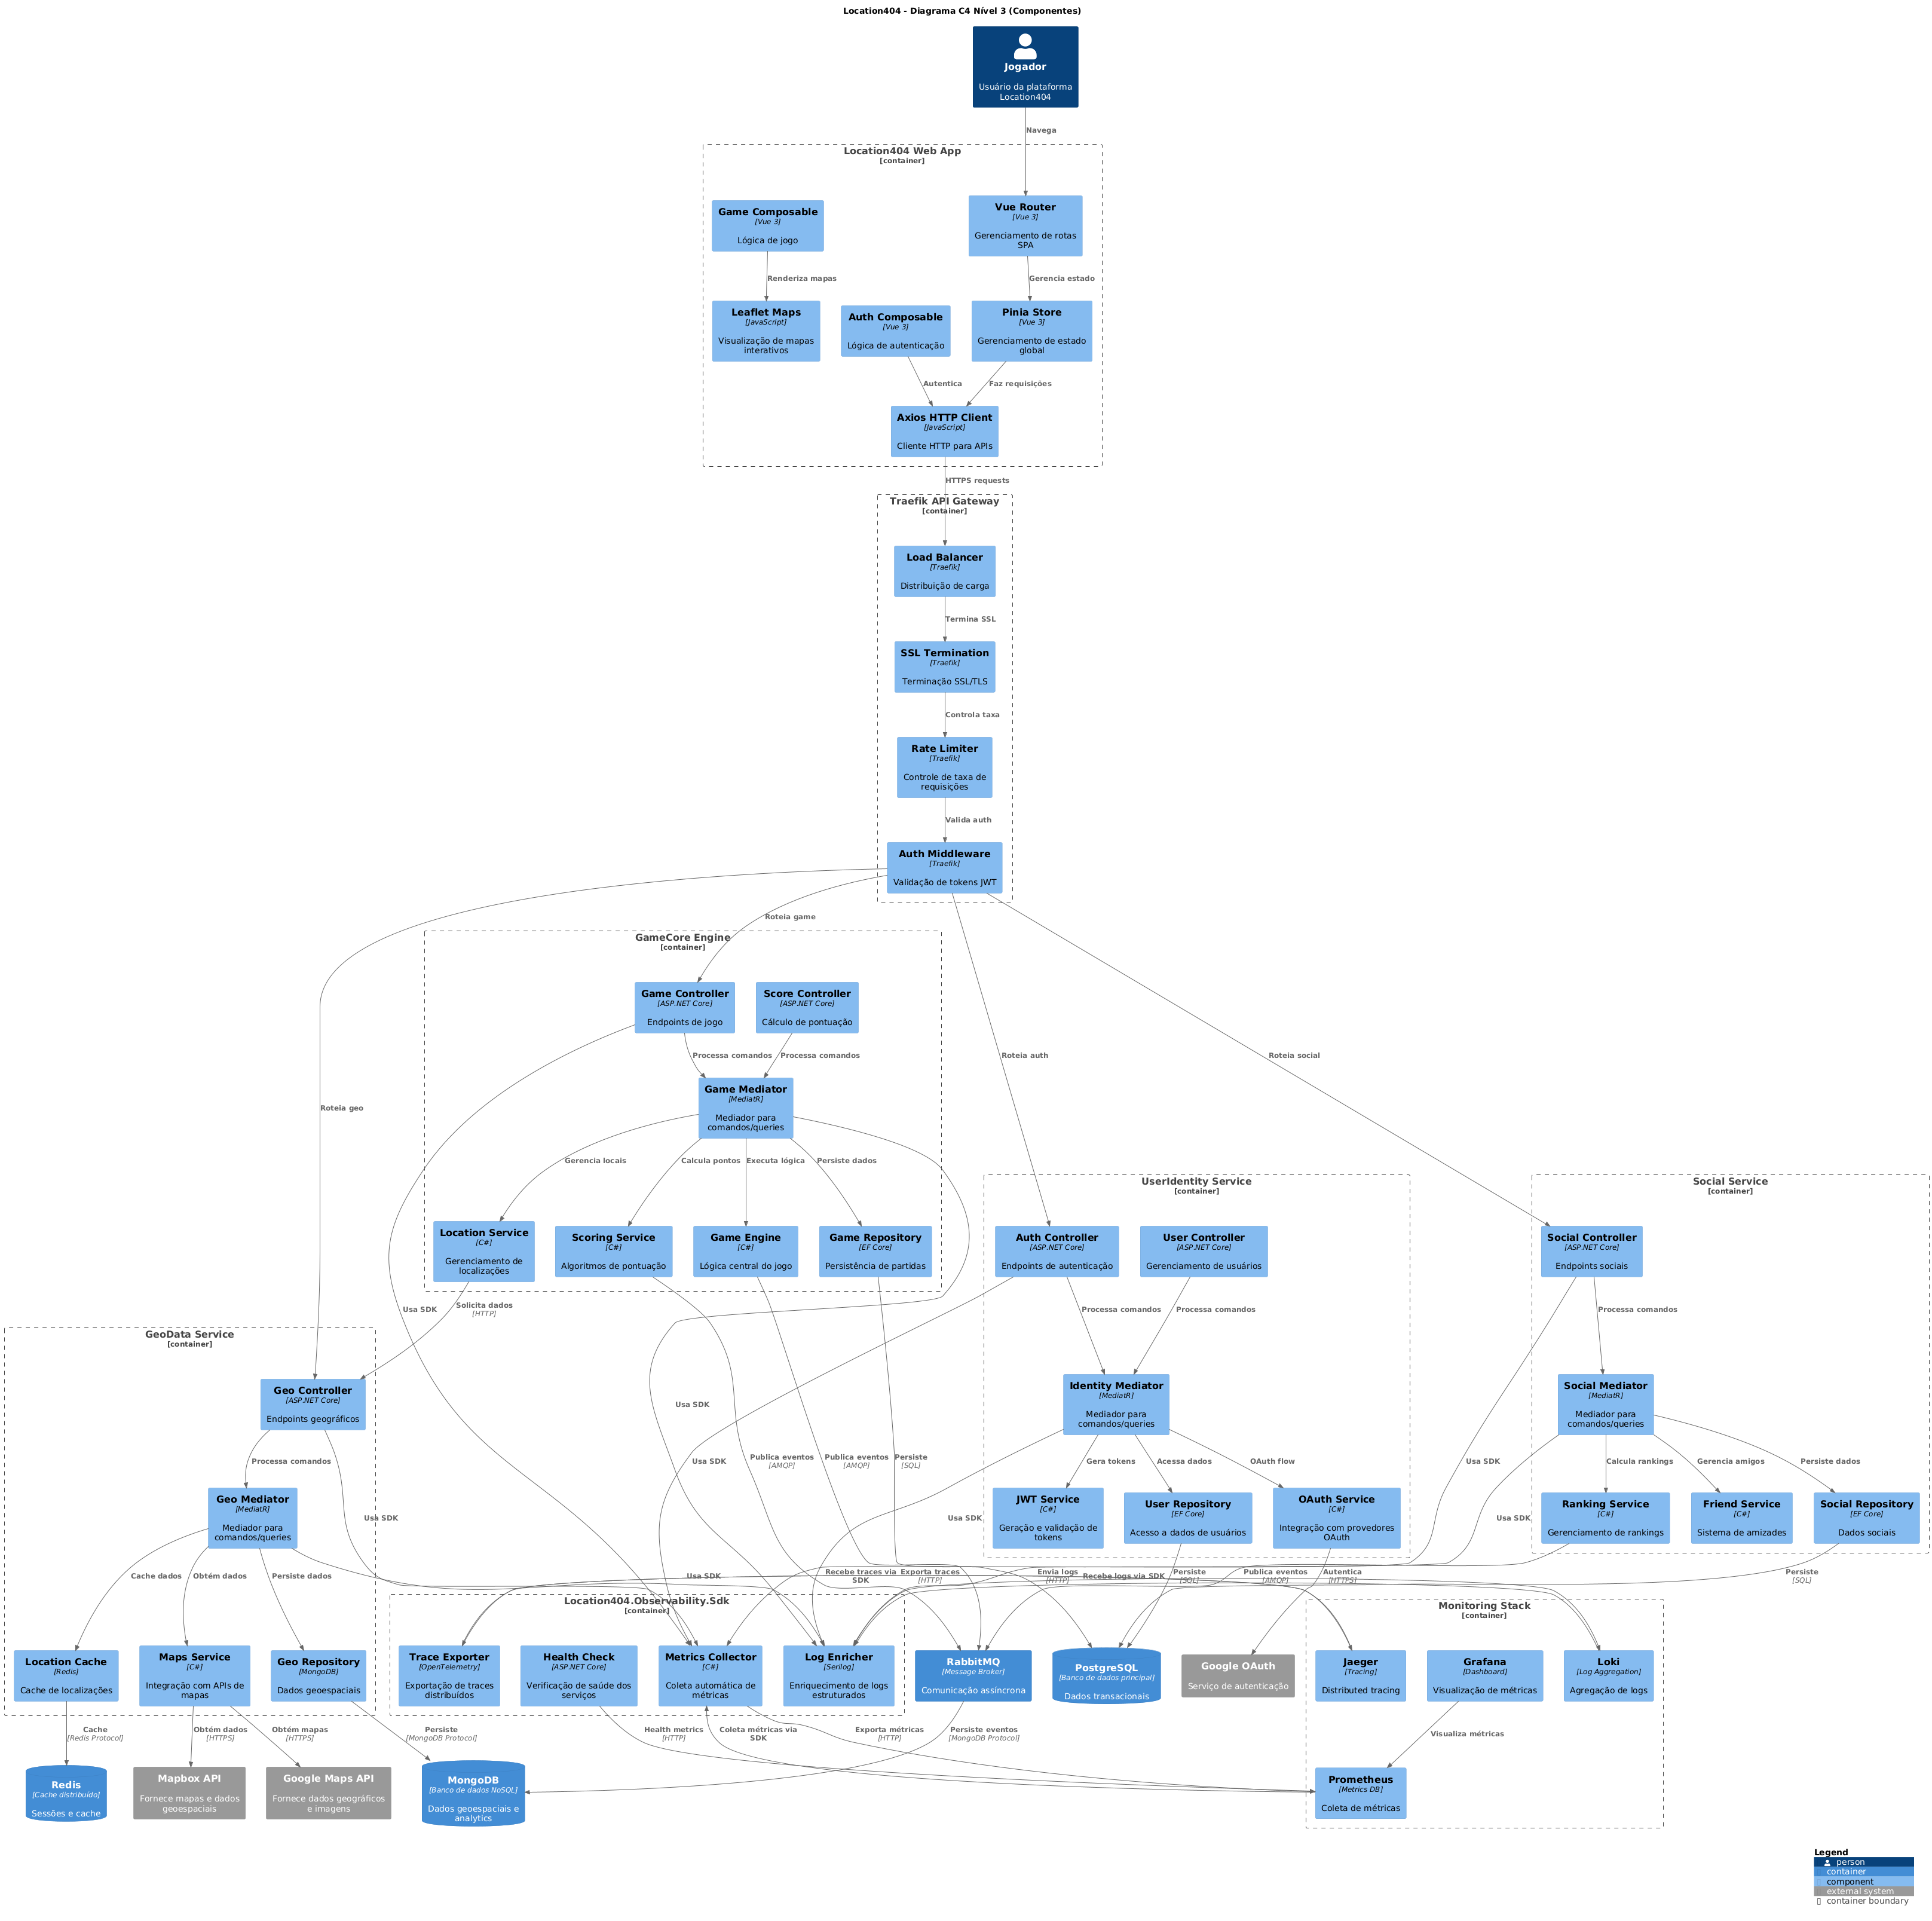 Location404 - Diagrama C4 Nível 3 (Componentes)
Jogador
Usuário da plataforma
Location404
Navega
Location404 Web App
[container]
Game Composable
[Vue 3]
Lógica de jogo
Vue Router
[Vue 3]
Gerenciamento de rotas
SPA
Renderiza mapas
Gerencia estado
Leaflet Maps
[JavaScript]
Visualização de mapas
interativos
Auth Composable
[Vue 3]
Lógica de autenticação
Pinia Store
[Vue 3]
Gerenciamento de estado
global
Autentica
Faz requisições
Axios HTTP Client
[JavaScript]
Cliente HTTP para APIs
HTTPS requests
Traefik API Gateway
[container]
Load Balancer
[Traefik]
Distribuição de carga
Termina SSL
SSL Termination
[Traefik]
Terminação SSL/TLS
Controla taxa
Rate Limiter
[Traefik]
Controle de taxa de
requisições
Valida auth
Auth Middleware
[Traefik]
Validação de tokens JWT
Roteia game
Roteia geo
Roteia auth
Roteia social
GameCore Engine
[container]
Game Controller
[ASP.NET Core]
Endpoints de jogo
Score Controller
[ASP.NET Core]
Cálculo de pontuação
Processa comandos
Processa comandos
Game Mediator
[MediatR]
Mediador para
comandos/queries
Gerencia locais
Calcula pontos
Executa lógica
Persiste dados
Location Service
[C#]
Gerenciamento de
localizações
Scoring Service
[C#]
Algoritmos de pontuação
Game Engine
[C#]
Lógica central do jogo
Game Repository
[EF Core]
Persistência de partidas
Usa SDK
Solicita dados
[HTTP]
UserIdentity Service
[container]
Auth Controller
[ASP.NET Core]
Endpoints de autenticação
User Controller
[ASP.NET Core]
Gerenciamento de usuários
Processa comandos
Processa comandos
Identity Mediator
[MediatR]
Mediador para
comandos/queries
Gera tokens
Acessa dados
OAuth flow
JWT Service
[C#]
Geração e validação de
tokens
User Repository
[EF Core]
Acesso a dados de usuários
OAuth Service
[C#]
Integração com provedores
OAuth
Social Service
[container]
Social Controller
[ASP.NET Core]
Endpoints sociais
Processa comandos
Social Mediator
[MediatR]
Mediador para
comandos/queries
Calcula rankings
Gerencia amigos
Persiste dados
Ranking Service
[C#]
Gerenciamento de rankings
Friend Service
[C#]
Sistema de amizades
Social Repository
[EF Core]
Dados sociais
GeoData Service
[container]
Geo Controller
[ASP.NET Core]
Endpoints geográficos
Processa comandos
Geo Mediator
[MediatR]
Mediador para
comandos/queries
Cache dados
Obtém dados
Persiste dados
Location Cache
[Redis]
Cache de localizações
Maps Service
[C#]
Integração com APIs de
mapas
Geo Repository
[MongoDB]
Dados geoespaciais
Usa SDK
Usa SDK
Usa SDK
Usa SDK
Usa SDK
Usa SDK
Usa SDK
Publica eventos
[AMQP]
Publica eventos
[AMQP]
Persiste
[SQL]
Recebe traces via
SDK
Exporta traces
[HTTP]
Envia logs
[HTTP]
Recebe logs via SDK
Persiste
[SQL]
Publica eventos
[AMQP]
Autentica
[HTTPS]
Persiste
[SQL]
Location404.Observability.Sdk
[container]
Trace Exporter
[OpenTelemetry]
Exportação de traces
distribuídos
Health Check
[ASP.NET Core]
Verificação de saúde dos
serviços
Metrics Collector
[C#]
Coleta automática de
métricas
Log Enricher
[Serilog]
Enriquecimento de logs
estruturados
RabbitMQ
[Message Broker]
Comunicação assíncrona
PostgreSQL
[Banco de dados principal]
Dados transacionais
Google OAuth
Serviço de autenticação
Monitoring Stack
[container]
Jaeger
[Tracing]
Distributed tracing
Grafana
[Dashboard]
Visualização de métricas
Loki
[Log Aggregation]
Agregação de logs
Visualiza métricas
Prometheus
[Metrics DB]
Coleta de métricas
Cache
[Redis Protocol]
Obtém dados
[HTTPS]
Obtém mapas
[HTTPS]
Persiste
[MongoDB Protocol]
Health metrics
[HTTP]
Coleta métricas via
SDK
Exporta métricas
[HTTP]
Persiste eventos
[MongoDB Protocol]
Redis
[Cache distribuído]
Sessões e cache
Mapbox API
Fornece mapas e dados
geoespaciais
Google Maps API
Fornece dados geográficos
e imagens
MongoDB
[Banco de dados NoSQL]
Dados geoespaciais e
analytics
Legend
person
container
component
external system
container boundary